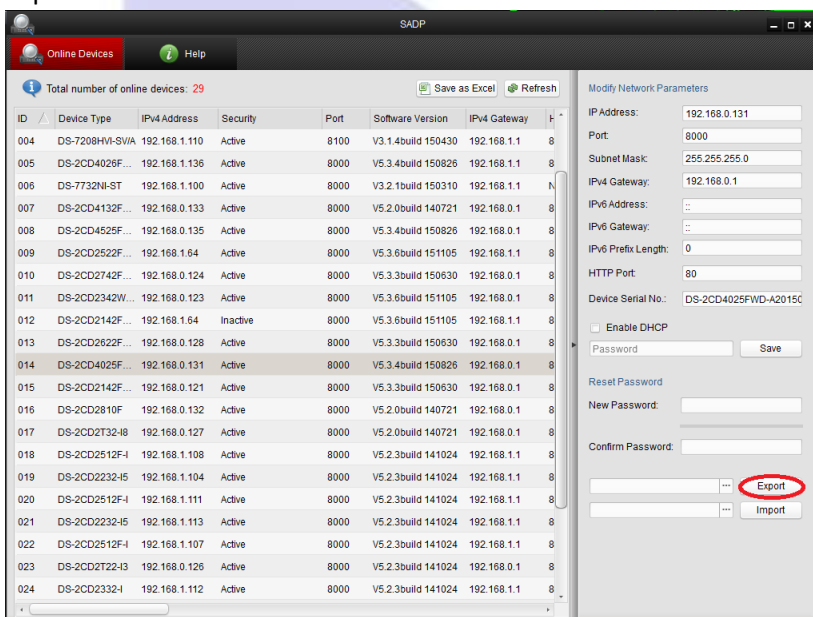 SADP
Online Devices Help
Total number of online devices: 29 Save as Excel Refresh
ID Device Type IPv4 Address Security Port Software Version IPv4 Gateway H
004 DS-7208HVI-SV/A 192.168.1.110 Active 8100 V3.1.4build 150430 192.168.1.1 8
005 DS-2CD4026F... 192.168.1.136 Active 8000 V5.3.4build 150826 192.168.1.1 8
006 DS-7732NI-ST 192.168.1.100 Active 8000 V3.2.1build 150310 192.168.1.1 N
007 DS-2CD4132F... 192.168.0.133 Active 8000 V5.2.0build 140721 192.168.0.1 8
008 DS-2CD4525F... 192.168.0.135 Active 8000 V5.3.4build 150826 192.168.0.1 8
009 DS-2CD2522F... 192.168.1.64 Active 8000 V5.3.6build 151105 192.168.1.1 8
010 DS-2CD2742F... 192.168.0.124 Active 8000 V5.3.3build 150630 192.168.0.1 8
011 DS-2CD2342W... 192.168.0.123 Active 8000 V5.3.6build 151105 192.168.0.1 8
012 DS-2CD2142F... 192.168.1.64 Inactive 8000 V5.3.6build 151105 192.168.1.1 8
013 DS-2CD2622F... 192.168.0.128 Active 8000 V5.3.3build 150630 192.168.0.1 8
014 DS-2CD4025F... 192.168.0.131 Active 8000 V5.3.4build 150826 192.168.0.1 8
015 DS-2CD2142F... 192.168.0.121 Active 8000 V5.3.3build 150630 192.168.0.1 8
016 DS-2CD2810F 192.168.0.132 Active 8000 V5.2.0build 140721 192.168.0.1 8
017 DS-2CD2T32-I8 192.168.0.127 Active 8000 V5.2.0build 140721 192.168.0.1 8
018 DS-2CD2512F-I 192.168.1.108 Active 8000 V5.2.3build 141024 192.168.1.1 8
019 DS-2CD2232-I5 192.168.1.104 Active 8000 V5.2.3build 141024 192.168.1.1 8
020 DS-2CD2512F-I 192.168.1.111 Active 8000 V5.2.3build 141024 192.168.1.1 8
021 DS-2CD2232-I5 192.168.1.113 Active 8000 V5.2.3build 141024 192.168.1.1 8
022 DS-2CD2512F-I 192.168.1.107 Active 8000 V5.2.3build 141024 192.168.1.1 8
023 DS-2CD2T22-I3 192.168.0.126 Active 8000 V5.2.3build 141024 192.168.0.1 8
024 DS-2CD2332-I 192.168.1.112 Active 8000 V5.2.3build 141024 192.168.1.1 8
Modify Network Parameters
IP Address: 192.168.0.131
Port: 8000
Subnet Mask: 255.255.255.0
IPv4 Gateway: 192.168.0.1
IPv6 Address: ::
IPv6 Gateway: ::
IPv6 Prefix Length: 0
HTTP Port: 80
Device Serial No.: DS-2CD4025FWD-A20150
Enable DHCP
Password Save
Reset Password
New Password:
Confirm Password:
... Export
... Import